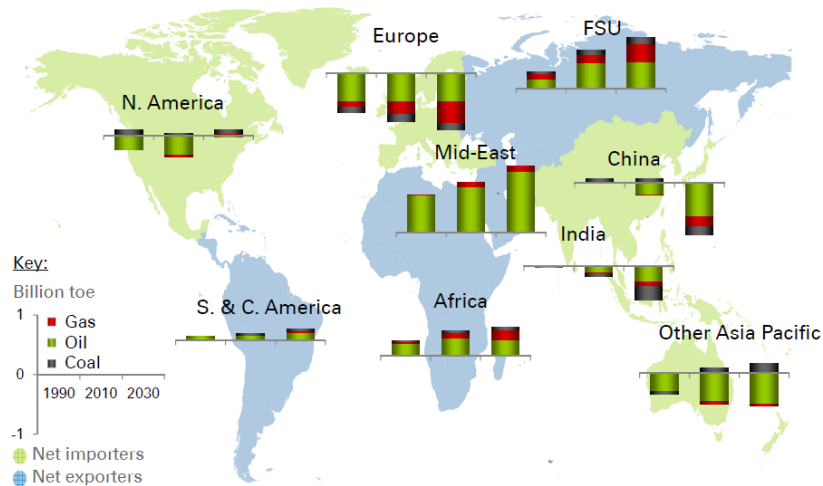 Europe
FSU
N. America
Mid-East
China
India
Key:
Billion toe
S. & C. America
Africa
1
Gas
Oil
Coal
Other Asia Pacific
0
1990 2010 2030
-1
Net importers
Net exporters